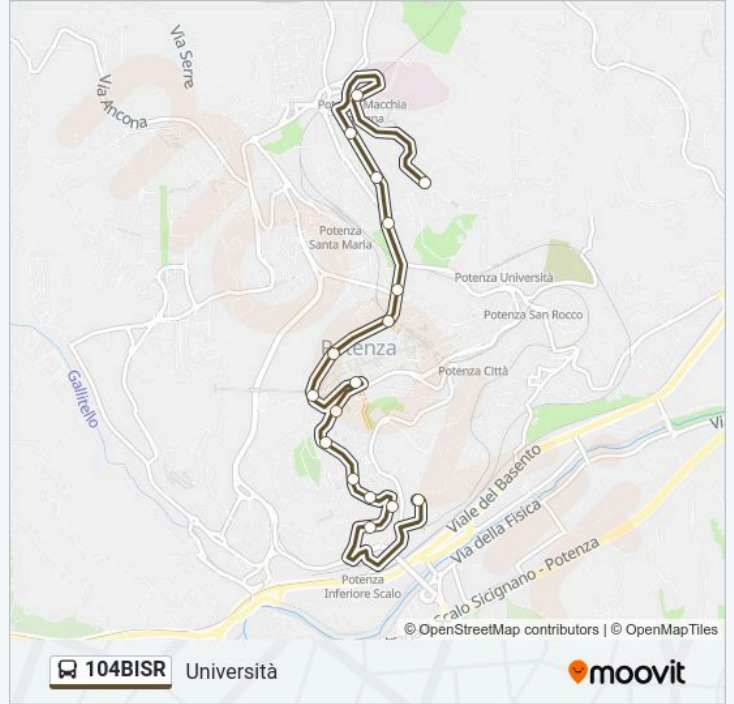 Via Serre
Via Ancona
Potenza Macchia
Potenza
Santa Maria
Potenza Università
Potenza San Rocco
Potenza
Potenza Città
Gallitello
Viale del Basento
Via della Fisica
Scalo Sicignano - Potenza
Potenza
Inferiore Scalo
© OpenStreetMap contributors | © OpenMapTiles
104BISR Università
moovit